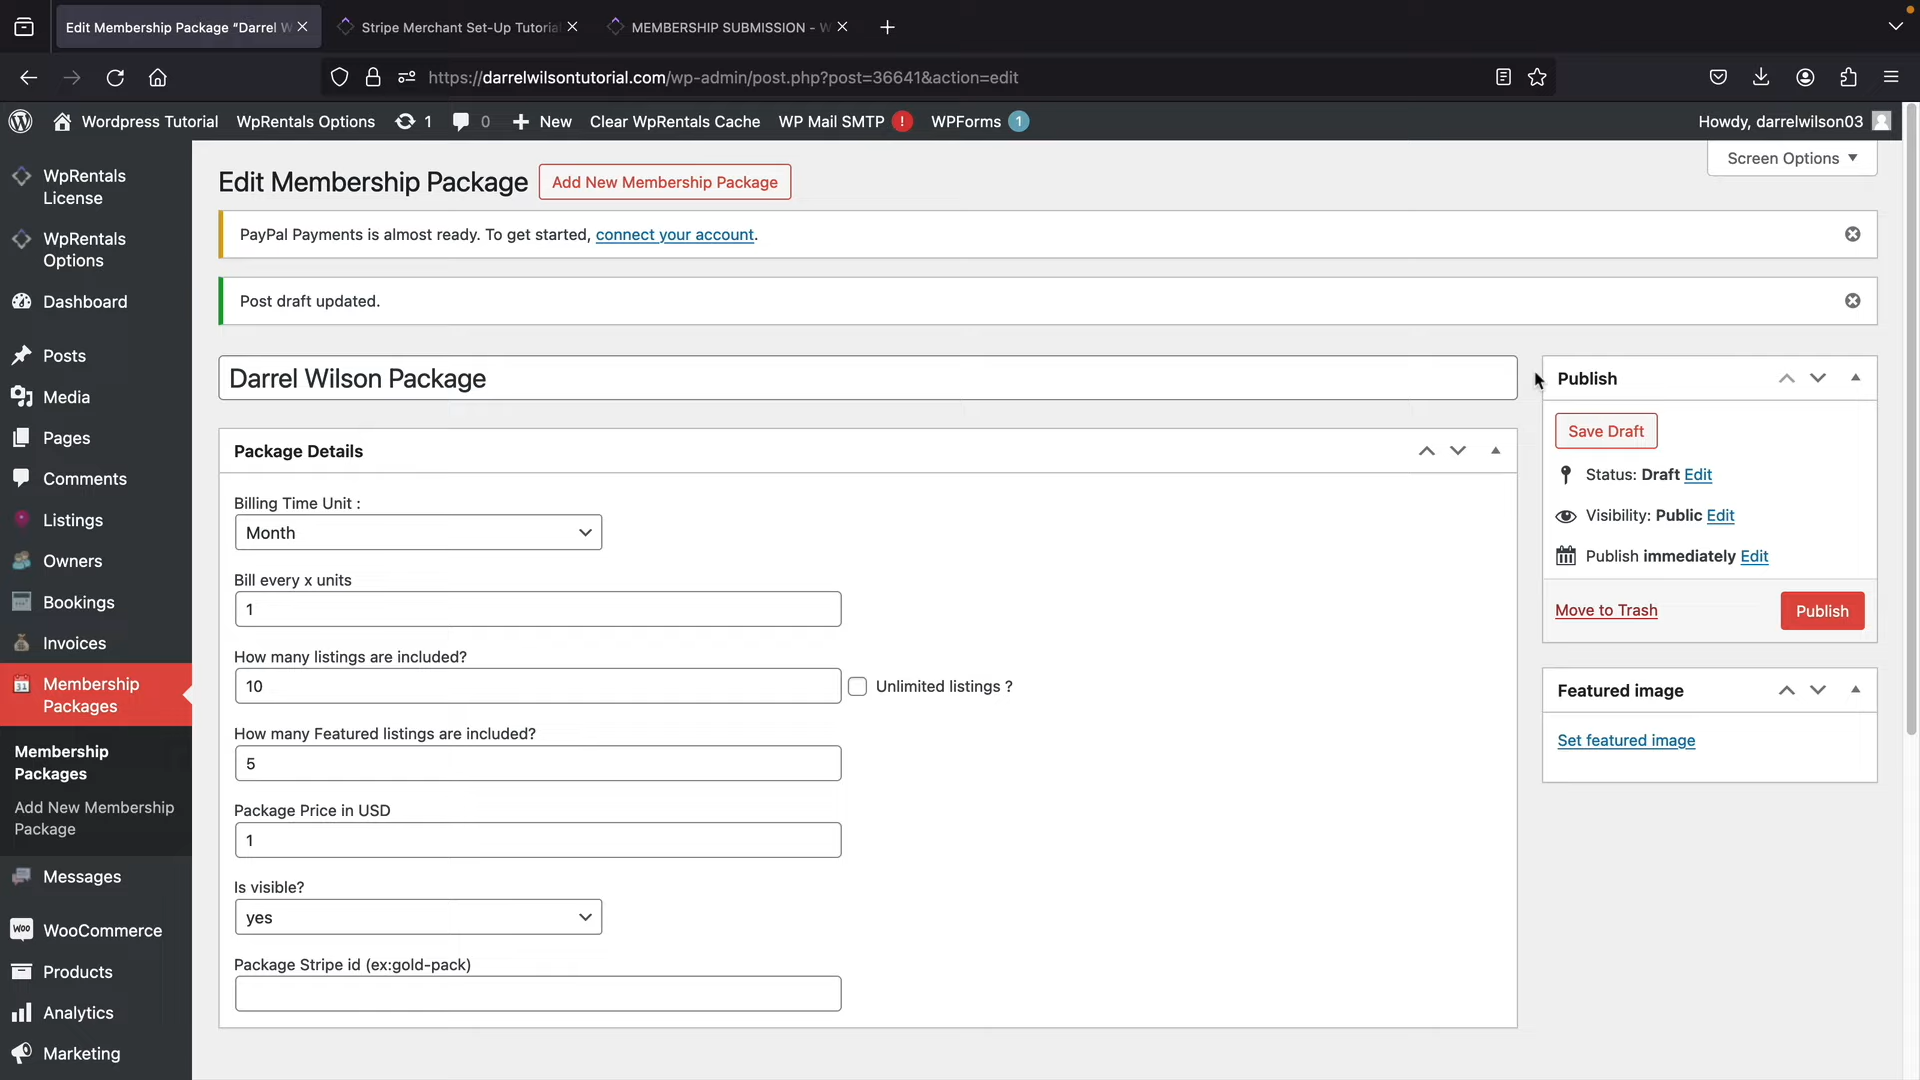 Edit Membership Package “Darrel W
Stripe Merchant Set-Up Tutoria
MEMBERSHIP SUBMISSION - W
https://darrelwilsontutorial.com/wp-admin/post.php?post=36641&action=edit
Wordpress Tutorial
WpRentals Options
1
0
New
Clear WpRentals Cache
WP Mail SMTP
!
WPForms
1
Howdy, darrelwilson03
WpRentals
License
WpRentals
Options
Dashboard
Posts
Media
Pages
Comments
Listings
Owners
Bookings
Invoices
31
Membership
Packages
Membership
Packages
Add New Membership
Package
Messages
WOO
WooCommerce
Products
Analytics
Marketing
Screen Options
Edit Membership Package
Add New Membership Package
PayPal Payments is almost ready. To get started, connect your account.
Post draft updated.
Darrel Wilson Package
Package Details
Billing Time Unit :
Month
Bill every x units
1
How many listings are included?
10
Unlimited listings ?
How many Featured listings are included?
5
Package Price in USD
1
Is visible?
yes
Package Stripe id (ex:gold-pack)
Publish
Save Draft
Status: Draft Edit
Visibility: Public Edit
Publish immediately Edit
Move to Trash
Publish
Featured image
Set featured image